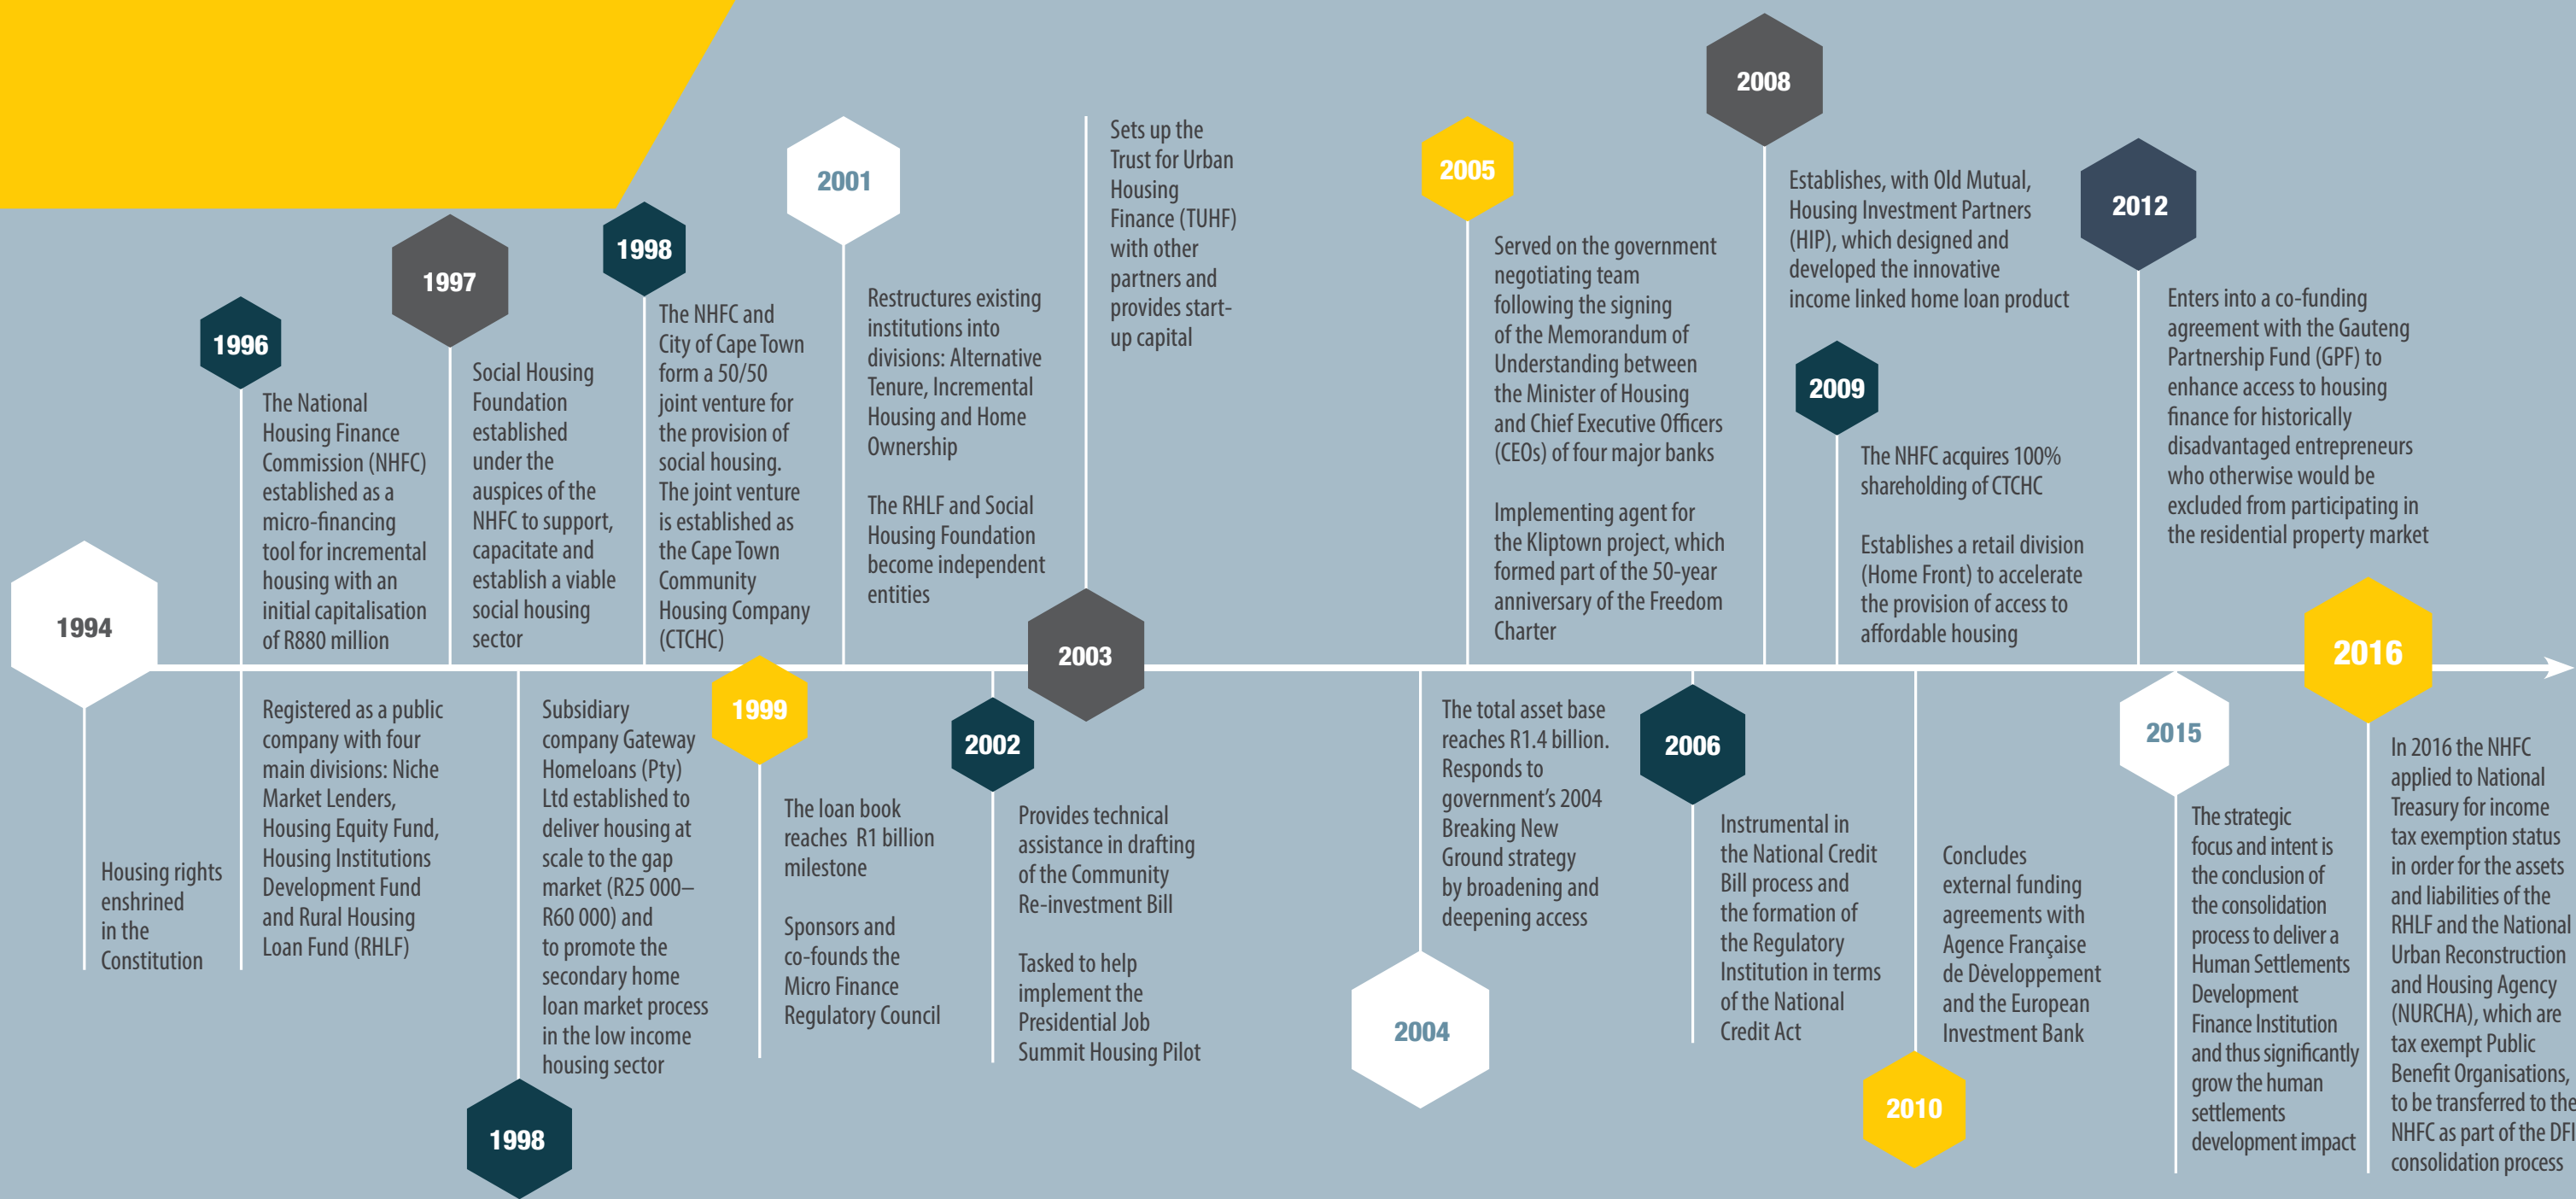 1994
Housing rights
enshrined
in the
Constitution
1996
The National
Housing Finance
Commission (NHFC)
established as a
micro-financing
tool for incremental
housing with an
initial capitalisation
of R880 million
Registered as a public
company with four
main divisions: Niche
Market Lenders,
Housing Equity Fund,
Housing Institutions
Development Fund
and Rural Housing
Loan Fund (RHLF)
1997
Social Housing
Foundation
established
under the
auspices of the
NHFC to support,
capacitate and
establish a viable
social housing
sector
1998
Subsidiary
company Gateway
Homeloans (Pty)
Ltd established to
deliver housing at
scale to the gap
market (R25 000–
R60 000) and
to promote the
secondary home
loan market process
in the low income
housing sector
1998
The NHFC and
City of Cape Town
form a 50/50
joint venture for
the provision of
social housing.
The joint venture
is established as
the Cape Town
Community
Housing Company
(CTCHC)
1999
The loan book
reaches R1 billion
milestone
Sponsors and
co-founds the
Micro Finance
Regulatory Council
2001
Restructures existing
institutions into
divisions: Alternative
Tenure, Incremental
Housing and Home
Ownership
The RHLF and Social
Housing Foundation
become independent
entities
2002
Provides technical
assistance in drafting
of the Community
Re-investment Bill
Tasked to help
implement the
Presidential Job
Summit Housing Pilot
2003
Sets up the
Trust for Urban
Housing
Finance (TUHF)
with other
partners and
provides start-
up capital
2004
The total asset base
reaches R1.4 billion.
Responds to
government’s 2004
Breaking New
Ground strategy
by broadening and
deepening access
2005
Served on the government
negotiating team
following the signing
of the Memorandum of
Understanding between
the Minister of Housing
and Chief Executive Officers
(CEOs) of four major banks
Implementing agent for
the Kliptown project, which
formed part of the 50-year
anniversary of the Freedom
Charter
2006
Instrumental in
the National Credit
Bill process and
the formation of
the Regulatory
Institution in terms
of the National
Credit Act
2008
Establishes, with Old Mutual,
Housing Investment Partners
(HIP), which designed and
developed the innovative
income linked home loan product
2009
The NHFC acquires 100%
shareholding of CTCHC
Establishes a retail division
(Home Front) to accelerate
the provision of access to
affordable housing
2010
Concludes
external funding
agreements with
Agence Française
de Développement
and the European
Investment Bank
2012
Enters into a co-funding
agreement with the Gauteng
Partnership Fund (GPF) to
enhance access to housing
finance for historically
disadvantaged entrepreneurs
who otherwise would be
excluded from participating in
the residential property market
2015
The strategic
focus and intent is
the conclusion of
the consolidation
process to deliver a
Human Settlements
Development
Finance Institution
and thus significantly
grow the human
settlements
development impact
2016
In 2016 the NHFC
applied to National
Treasury for income
tax exemption status
in order for the assets
and liabilities of the
RHLF and the National
Urban Reconstruction
and Housing Agency
(NURCHA), which are
tax exempt Public
Benefit Organisations,
to be transferred to the
NHFC as part of the DFI
consolidation process